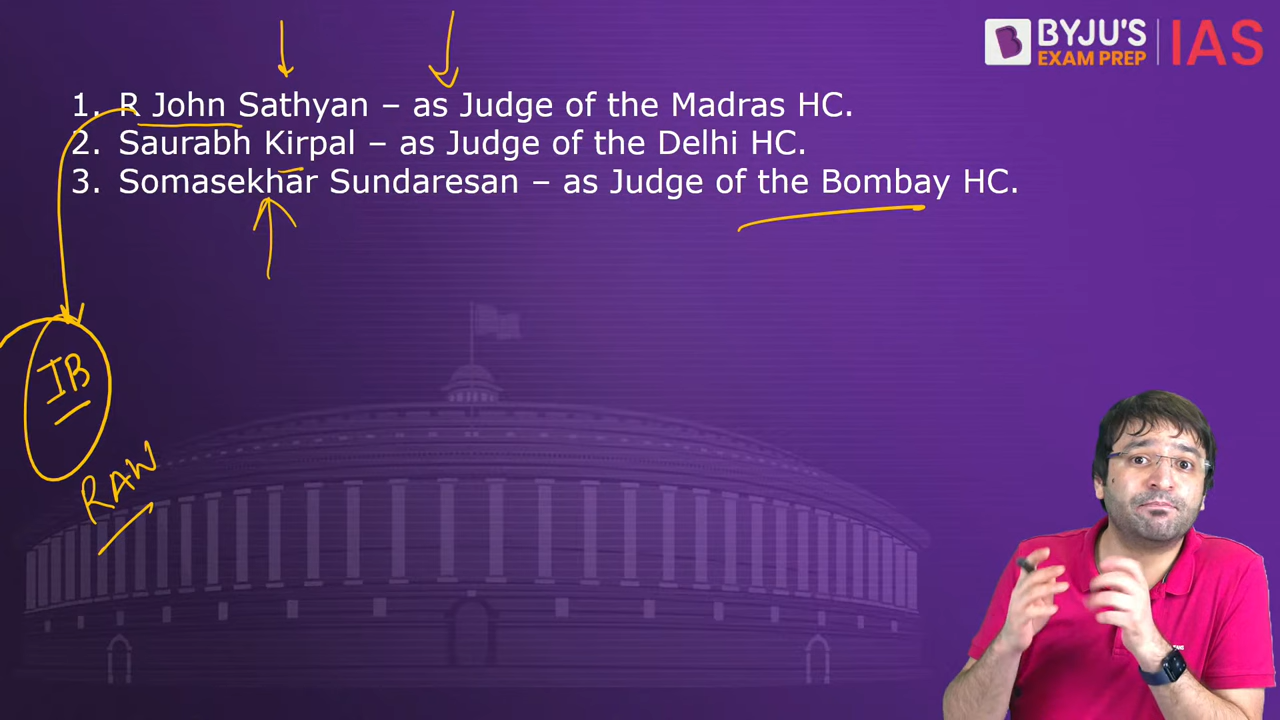 BYJU'S
EXAM PREP
IAS
1. R John Sathyan – as Judge of the Madras HC.
2. Saurabh Kirpal – as Judge of the Delhi HC.
3. Somasekhar Sundaresan – as Judge of the Bombay HC.
IB
RAW